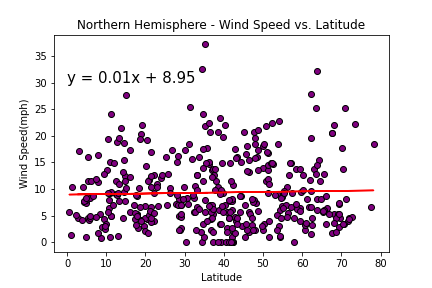 Northern Hemisphere - Wind Speed vs. Latitude
y = 0.01x + 8.95
Wind Speed(mph)
35
30
25
20
15
10
5
0
0 10 20 30 40 50 60 70 80
Latitude